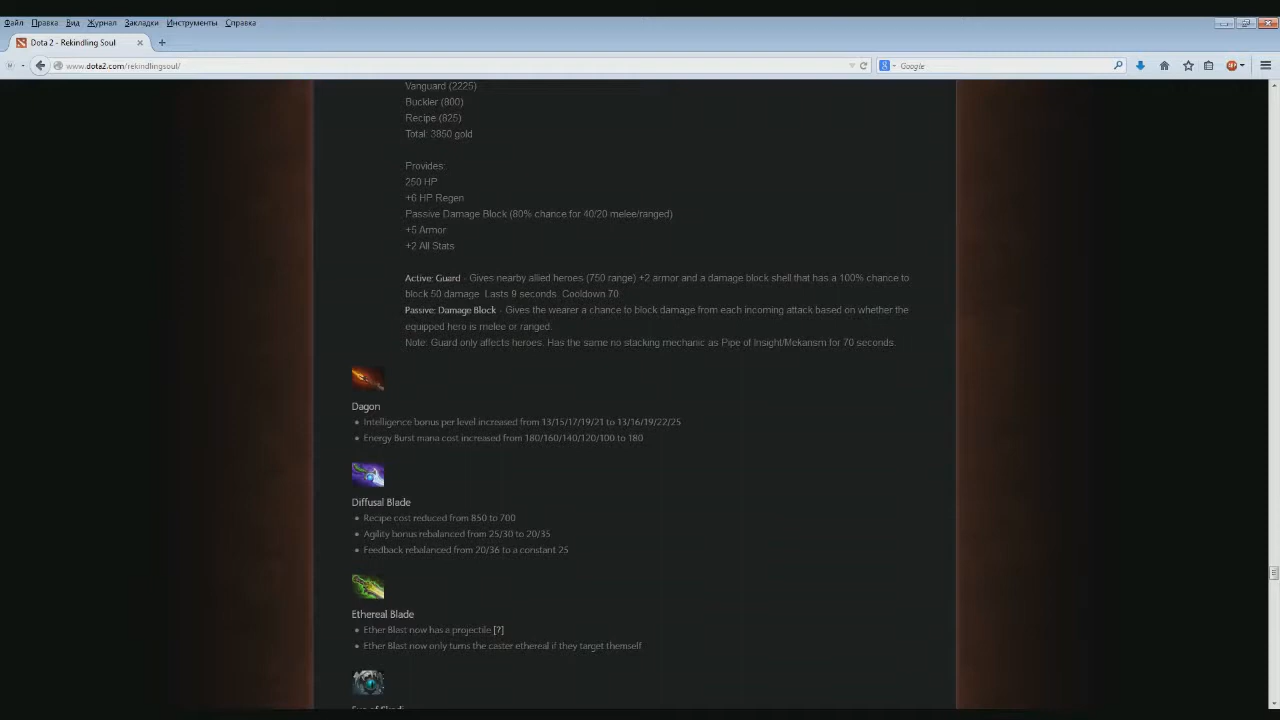 Файл Правка Вид Журнал Закладки Инструменты Справка
Dota 2 - Rekindling Soul
www.dota2.com/rekindlingsoul/
Google
Vanguard (2225)
Buckler (800)
Recipe (825)
Total: 3850 gold
Provides:
250 HP
+6 HP Regen
Passive Damage Block (80% chance for 40/20 melee/ranged)
+5 Armor
+2 All Stats
Active: Guard - Gives nearby allied heroes (750 range) +2 armor and a damage block shell that has a 100% chance to
block 50 damage. Lasts 9 seconds. Cooldown 70
Passive: Damage Block - Gives the wearer a chance to block damage from each incoming attack based on whether the
equipped hero is melee or ranged.
Note: Guard only affects heroes. Has the same no stacking mechanic as Pipe of Insight/Mekansm for 70 seconds.
Dagon
• Intelligence bonus per level increased from 13/15/17/19/21 to 13/16/19/22/25
• Energy Burst mana cost increased from 180/160/140/120/100 to 180
Diffusal Blade
• Recipe cost reduced from 850 to 700
• Agility bonus rebalanced from 25/30 to 20/35
• Feedback rebalanced from 20/36 to a constant 25
Ethereal Blade
• Ether Blast now has a projectile [?]
• Ether Blast now only turns the caster ethereal if they target themself
Eye of Skadi